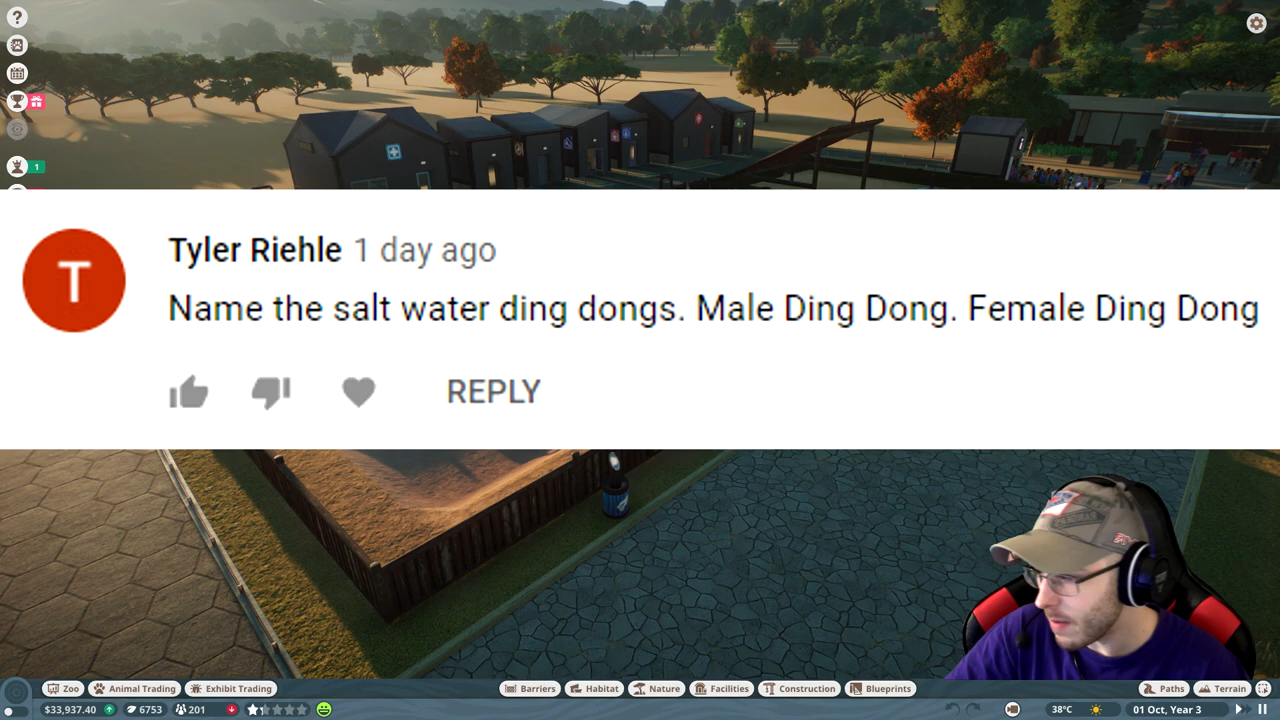 ?
1
Tyler Riehle 1 day ago
T
Name the salt water ding dongs. Male Ding Dong. Female Ding Dong
REPLY
Zoo Animal Trading Exhibit Trading Barriers Habitat Nature Facilities Construction Blueprints Paths Terrain
$33,937.40 6753 201 38°C 01 Oct, Year 3